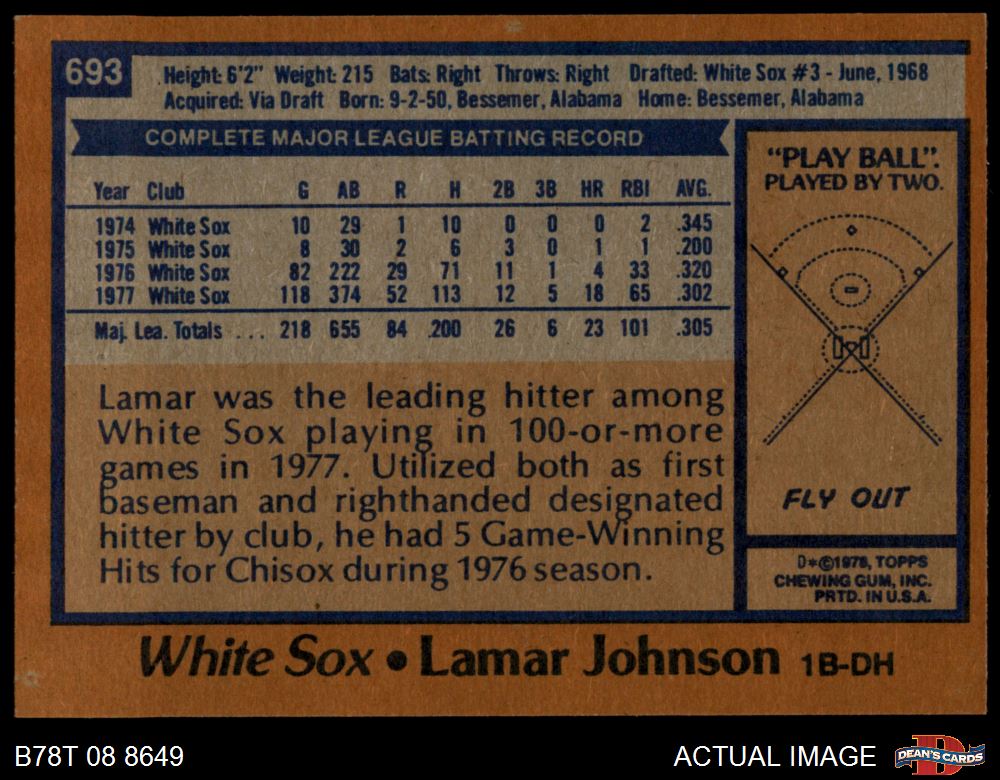 693
Height: 6'2" Weight: 215 Bats: Right Throws: Right Drafted: White Sox #3 - June, 1968
Acquired: Via Draft Born: 9-2-50, Bessemer, Alabama Home: Bessemer, Alabama
COMPLETE MAJOR LEAGUE BATTING RECORD
Year Club G AB R H 2B 3B HR RBI AVG.
1974 White Sox 10 29 1 10 0 0 0 2 .345
1975 White Sox 8 30 2 6 3 0 1 1 .200
1976 White Sox 82 222 29 71 11 1 4 33 .320
1977 White Sox 118 374 52 113 12 5 18 65 .302
Maj. Lea. Totals ... 218 655 84 200 26 6 23 101 .305
Lamar was the leading hitter among
White Sox playing in 100-or-more
games in 1977. Utilized both as first
baseman and righthanded designated
hitter by club, he had 5 Game-Winning
Hits for Chisox during 1976 season.
"PLAY BALL".
PLAYED BY TWO.
FLY OUT
D*©1978, TOPPS
CHEWING GUM, INC.
PRTD. IN U.S.A.
White Sox • Lamar Johnson 1B-DH
B78T 08 8649
ACTUAL IMAGE
DEAN'S CARDS